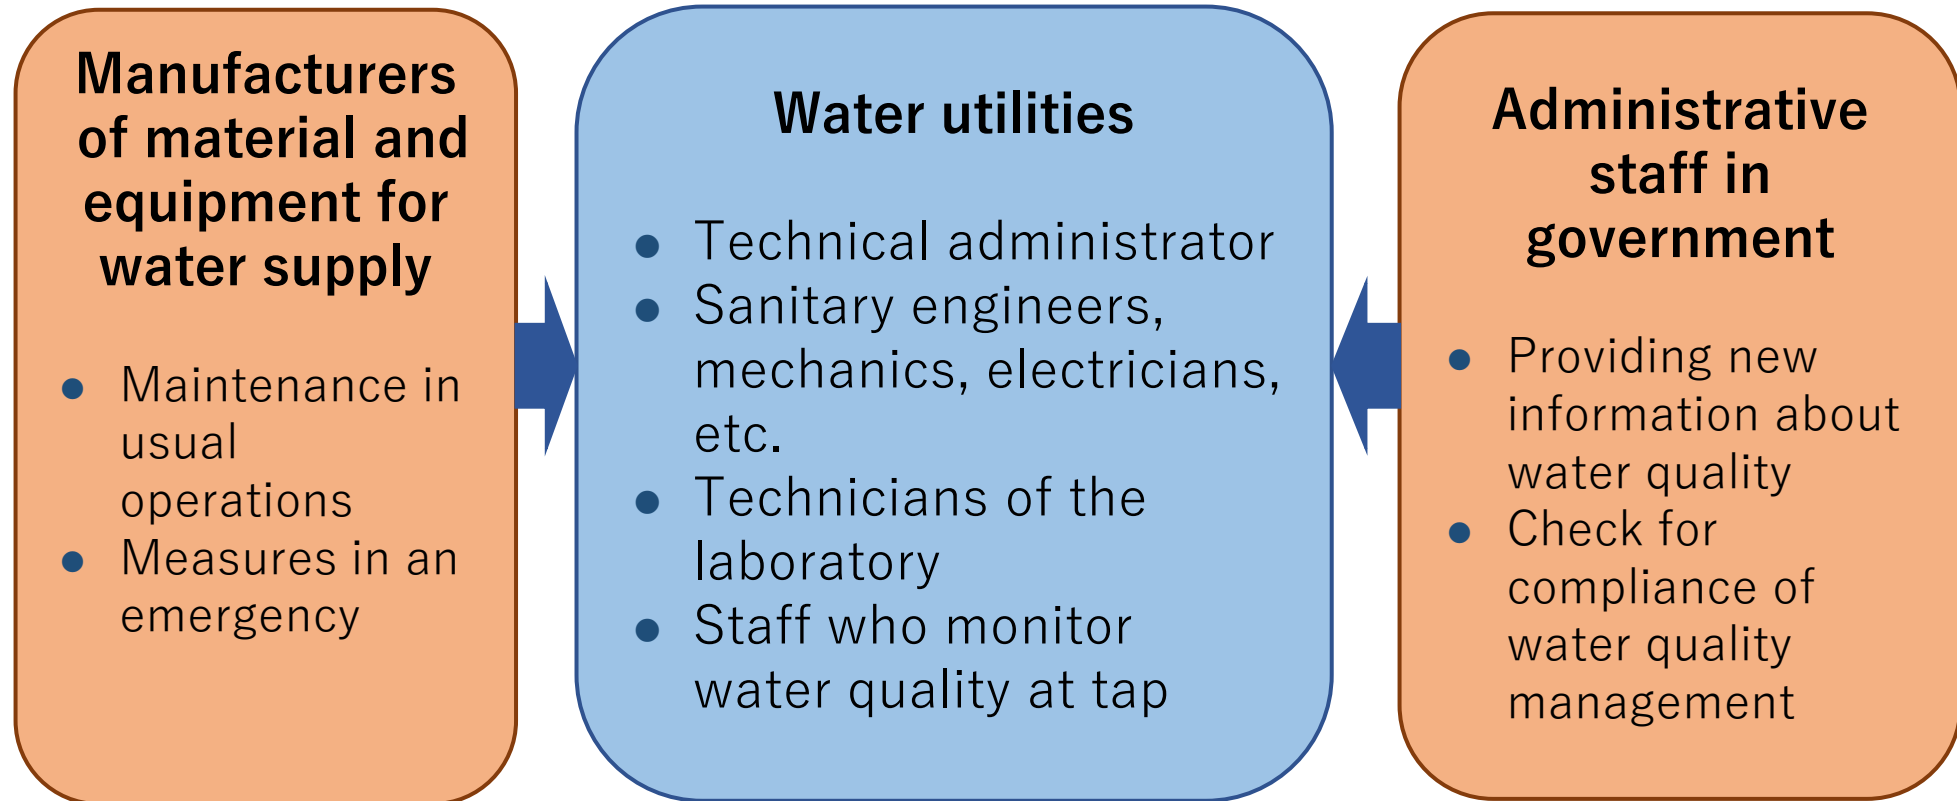 Manufacturers
of material and
equipment for
water supply
● Maintenance in
usual
operations
● Measures in an
emergency
Water utilities
● Technical administrator
● Sanitary engineers,
mechanics, electricians,
etc.
● Technicians of the
laboratory
● Staff who monitor
water quality at tap
Administrative
staff in
government
● Providing new
information about
water quality
● Check for
compliance of
water quality
management